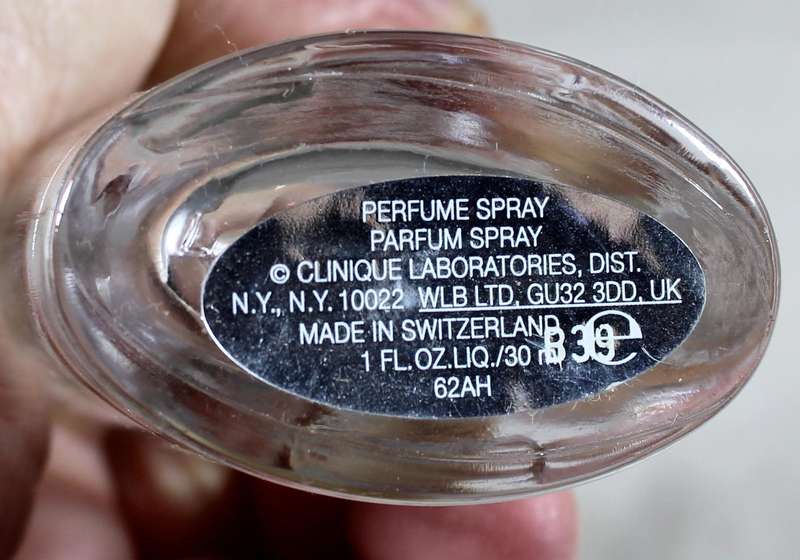 PERFUME SPRAY
PARFUM SPRAY
© CLINIQUE LABORATORIES, DIST.
N.Y., N.Y. 10022 WLB LTD, GU32 3DD, UK
MADE IN SWITZERLAND
1 FL.OZ.LIQ./30 ml B39 e
62AH